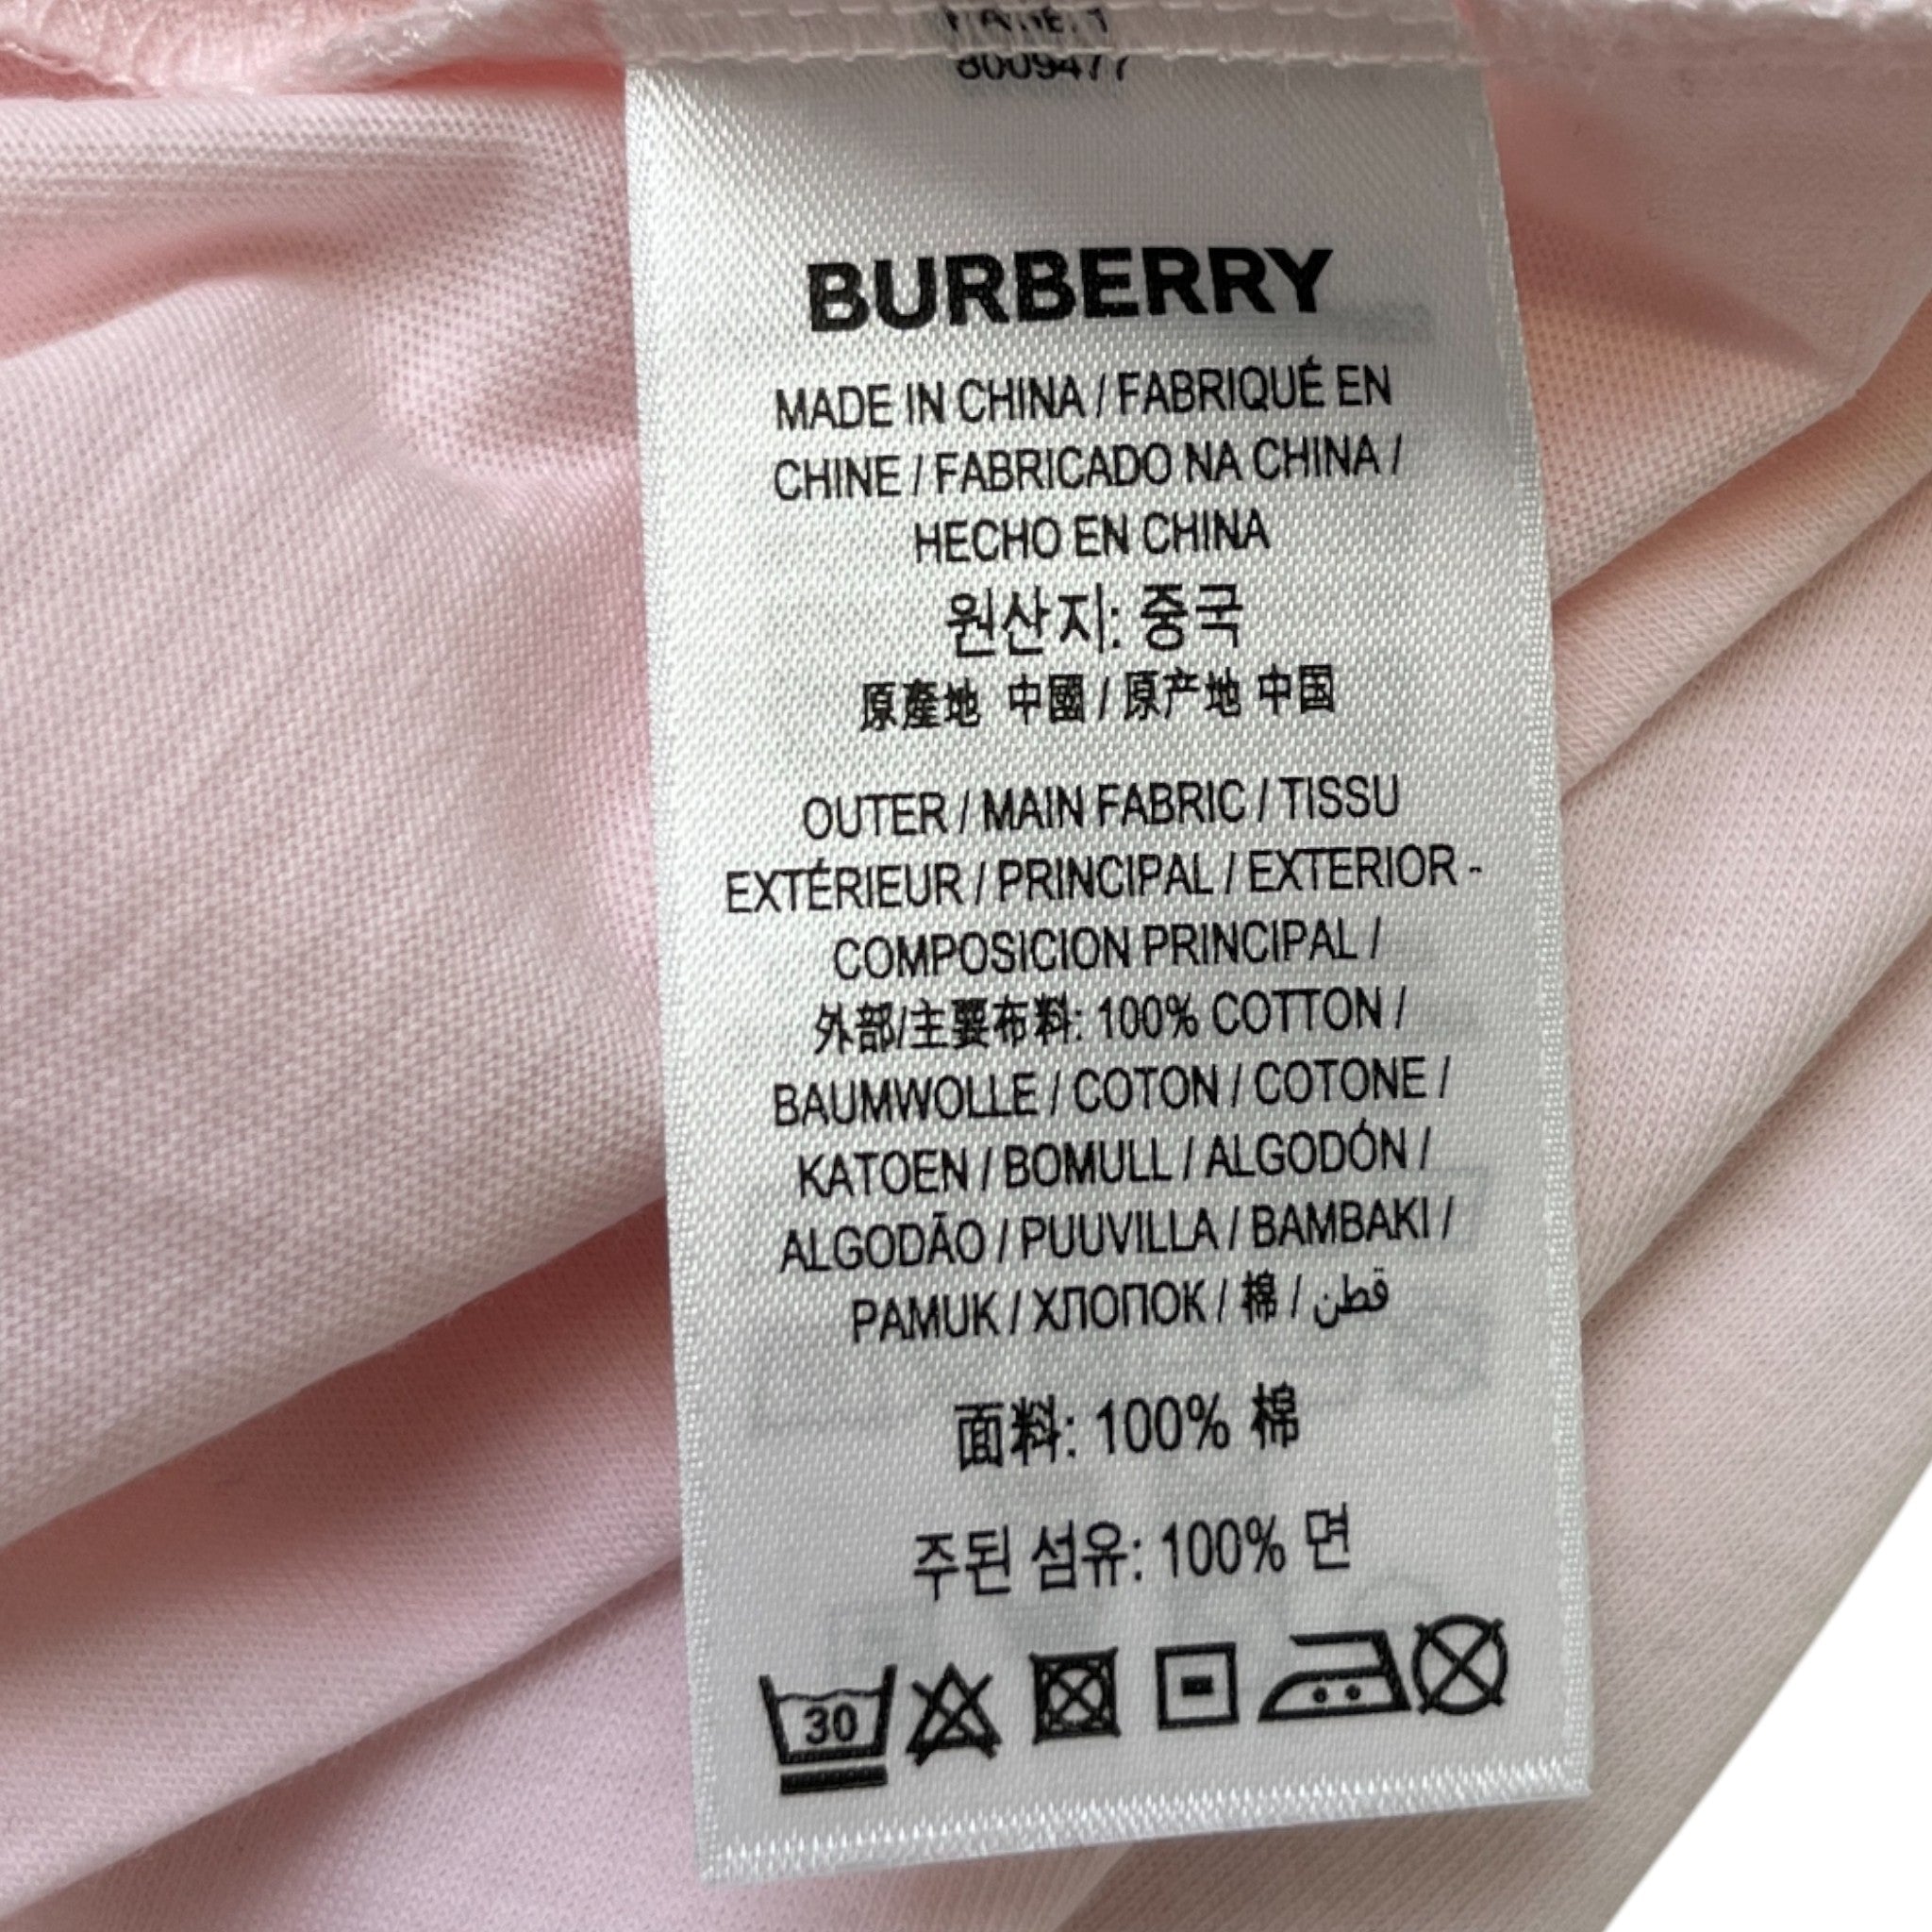 8009477
BURBERRY
MADE IN CHINA / FABRIQUÉ EN
CHINE / FABRICADO NA CHINA /
HECHO EN CHINA
원산지: 중국
原產地 中國 / 原产地 中国
OUTER / MAIN FABRIC / TISSU
EXTÉRIEUR / PRINCIPAL / EXTERIOR -
COMPOSICION PRINCIPAL /
外部/主要布料: 100% COTTON /
BAUMWOLLE / COTON / COTONE /
KATOEN / BOMULL / ALGODÓN /
ALGODÃO / PUUVILLA / BAMBAKI /
PAMUK / ХЛОПОК / 棉 / قطن
面料: 100% 棉
주된 섬유: 100% 면
30